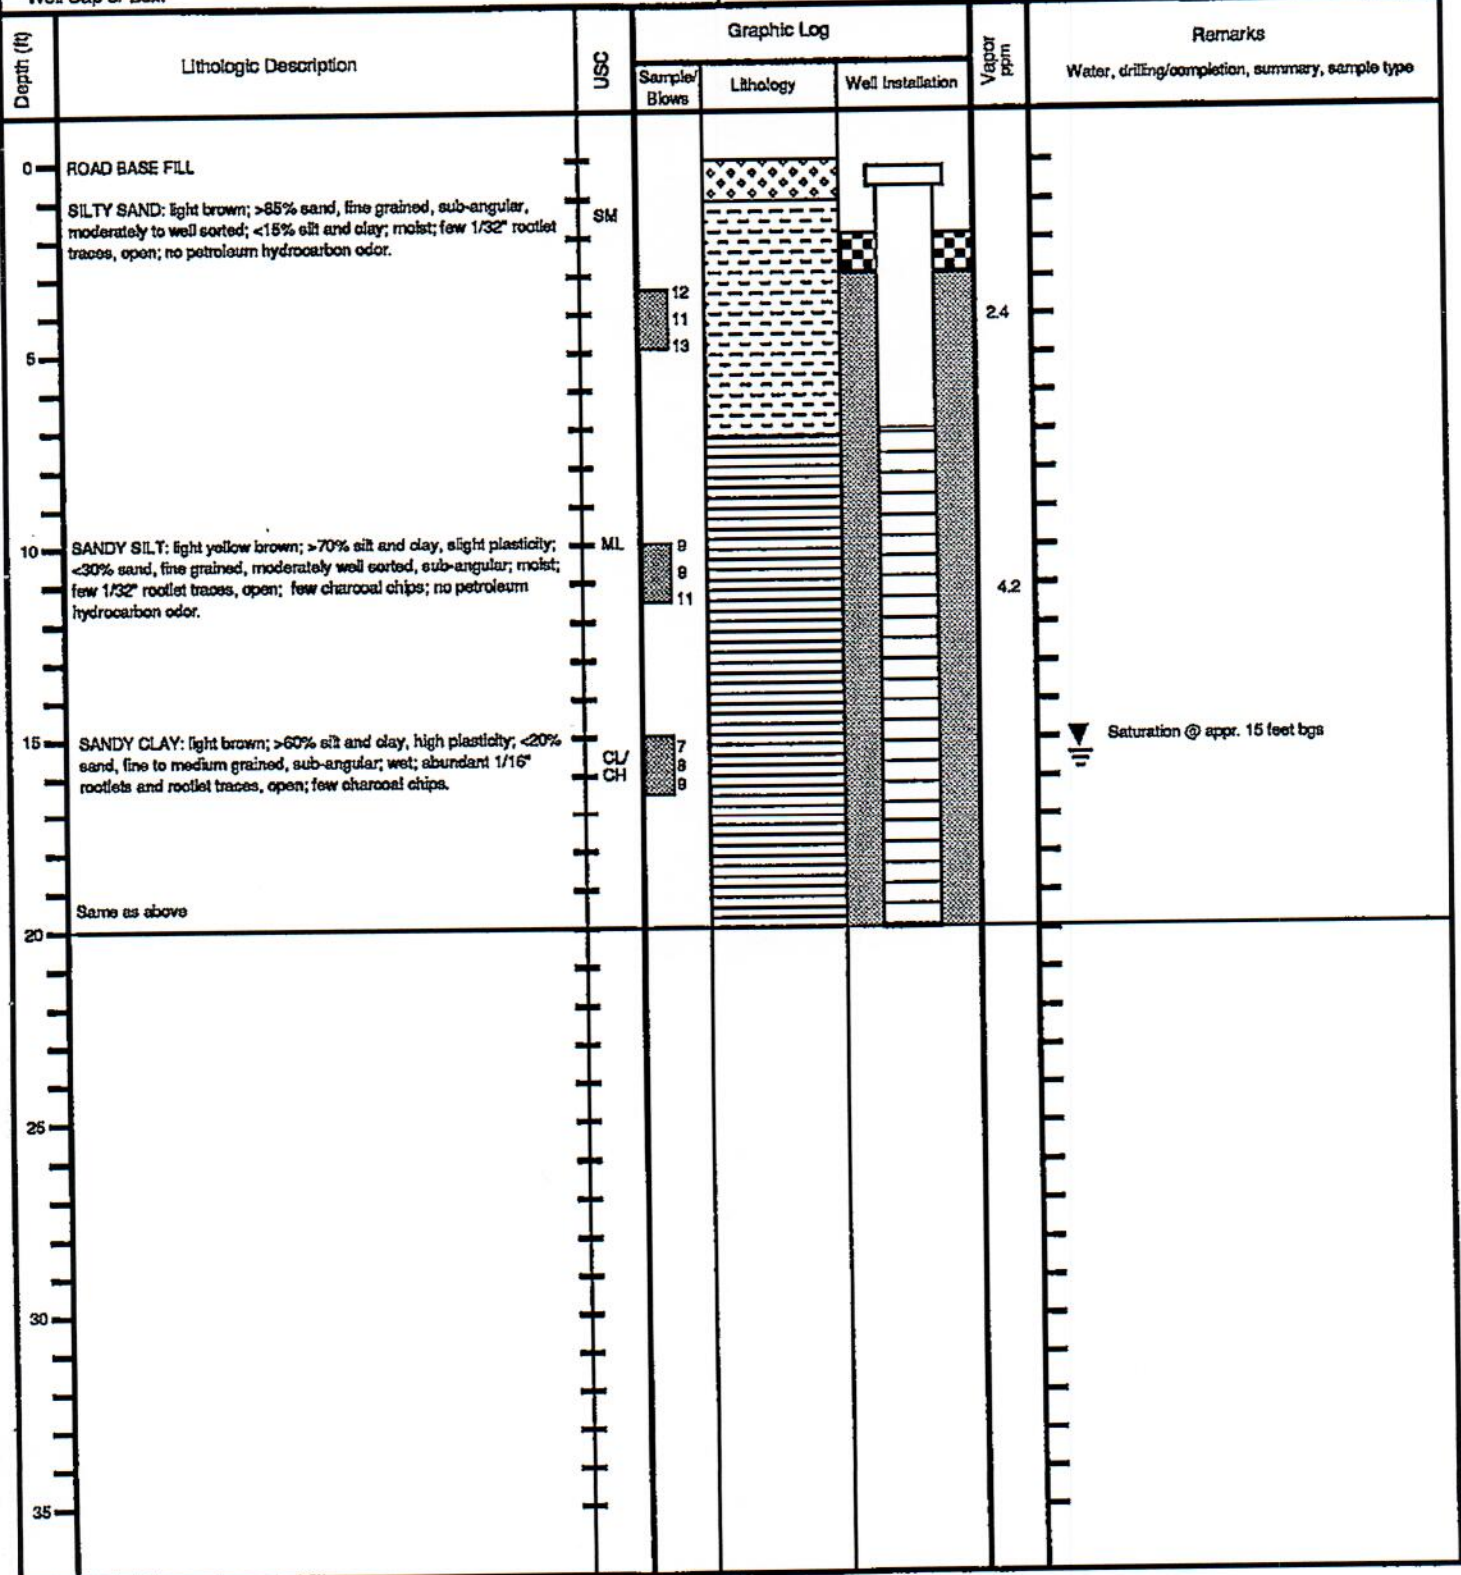 Graphic Log
Depth (ft)
Lithologic Description
USC
Sample/
Blows
Lithology
Well Installation
Vapor
ppm
Remarks
Water, drilling/completion, summary, sample type
0
ROAD BASE FILL
SILTY SAND: light brown; >85% sand, fine grained, sub-angular,
moderately to well sorted; <15% silt and clay; moist; few 1/32" rootlet
traces, open; no petroleum hydrocarbon odor.
SM
12
11
13
2.4
5
10
SANDY SILT: light yellow brown; >70% silt and clay, slight plasticity;
<30% sand, fine grained, moderately well sorted, sub-angular; moist;
few 1/32" rootlet traces, open; few charcoal chips; no petroleum
hydrocarbon odor.
ML
9
11
4.2
15
SANDY CLAY: light brown; >60% silt and clay, high plasticity; <20%
sand, fine to medium grained, sub-angular; wet; abundant 1/16"
rootlets and rootlet traces, open; few charcoal chips.
CL/
CH
7
8
9
Saturation @ appr. 15 feet bgs
Same as above
20
25
30
35